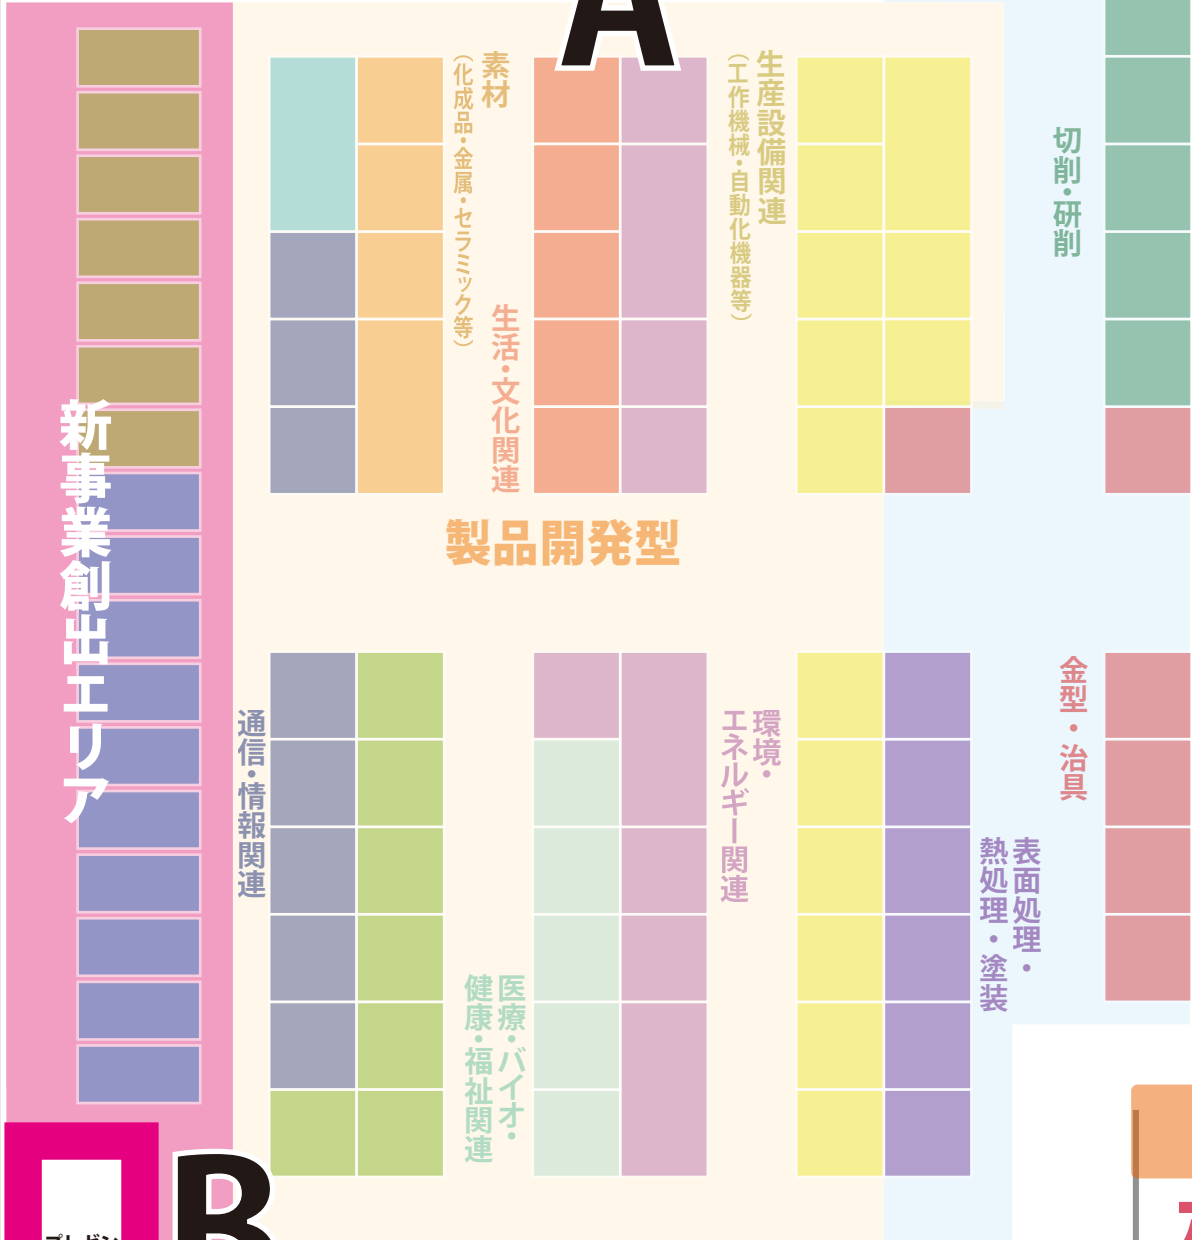 A
素材
（化成品・金属・セラミック等）
生産設備関連
（工作機械・自動化機器等）
切削・研削
生活・文化関連
新事業創出エリア
製品開発型
通信・情報関連
環境・
エネルギー関連
金型・治具
表面処理・
熱処理・塗装
医療・バイオ・
健康・福祉関連
B